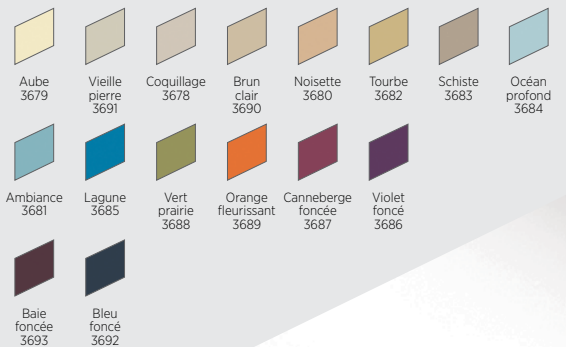 Aube
3679
Vieille
pierre
3691
Coquillage
3678
Brun
clair
3690
Noisette
3680
Tourbe
3682
Schiste
3683
Océan
profond
3684
Ambiance
3681
Lagune
3685
Vert
prairie
3688
Orange
fleurissant
3689
Canneberge
foncée
3687
Violet
foncé
3686
Baie
foncée
3693
Bleu
foncé
3692